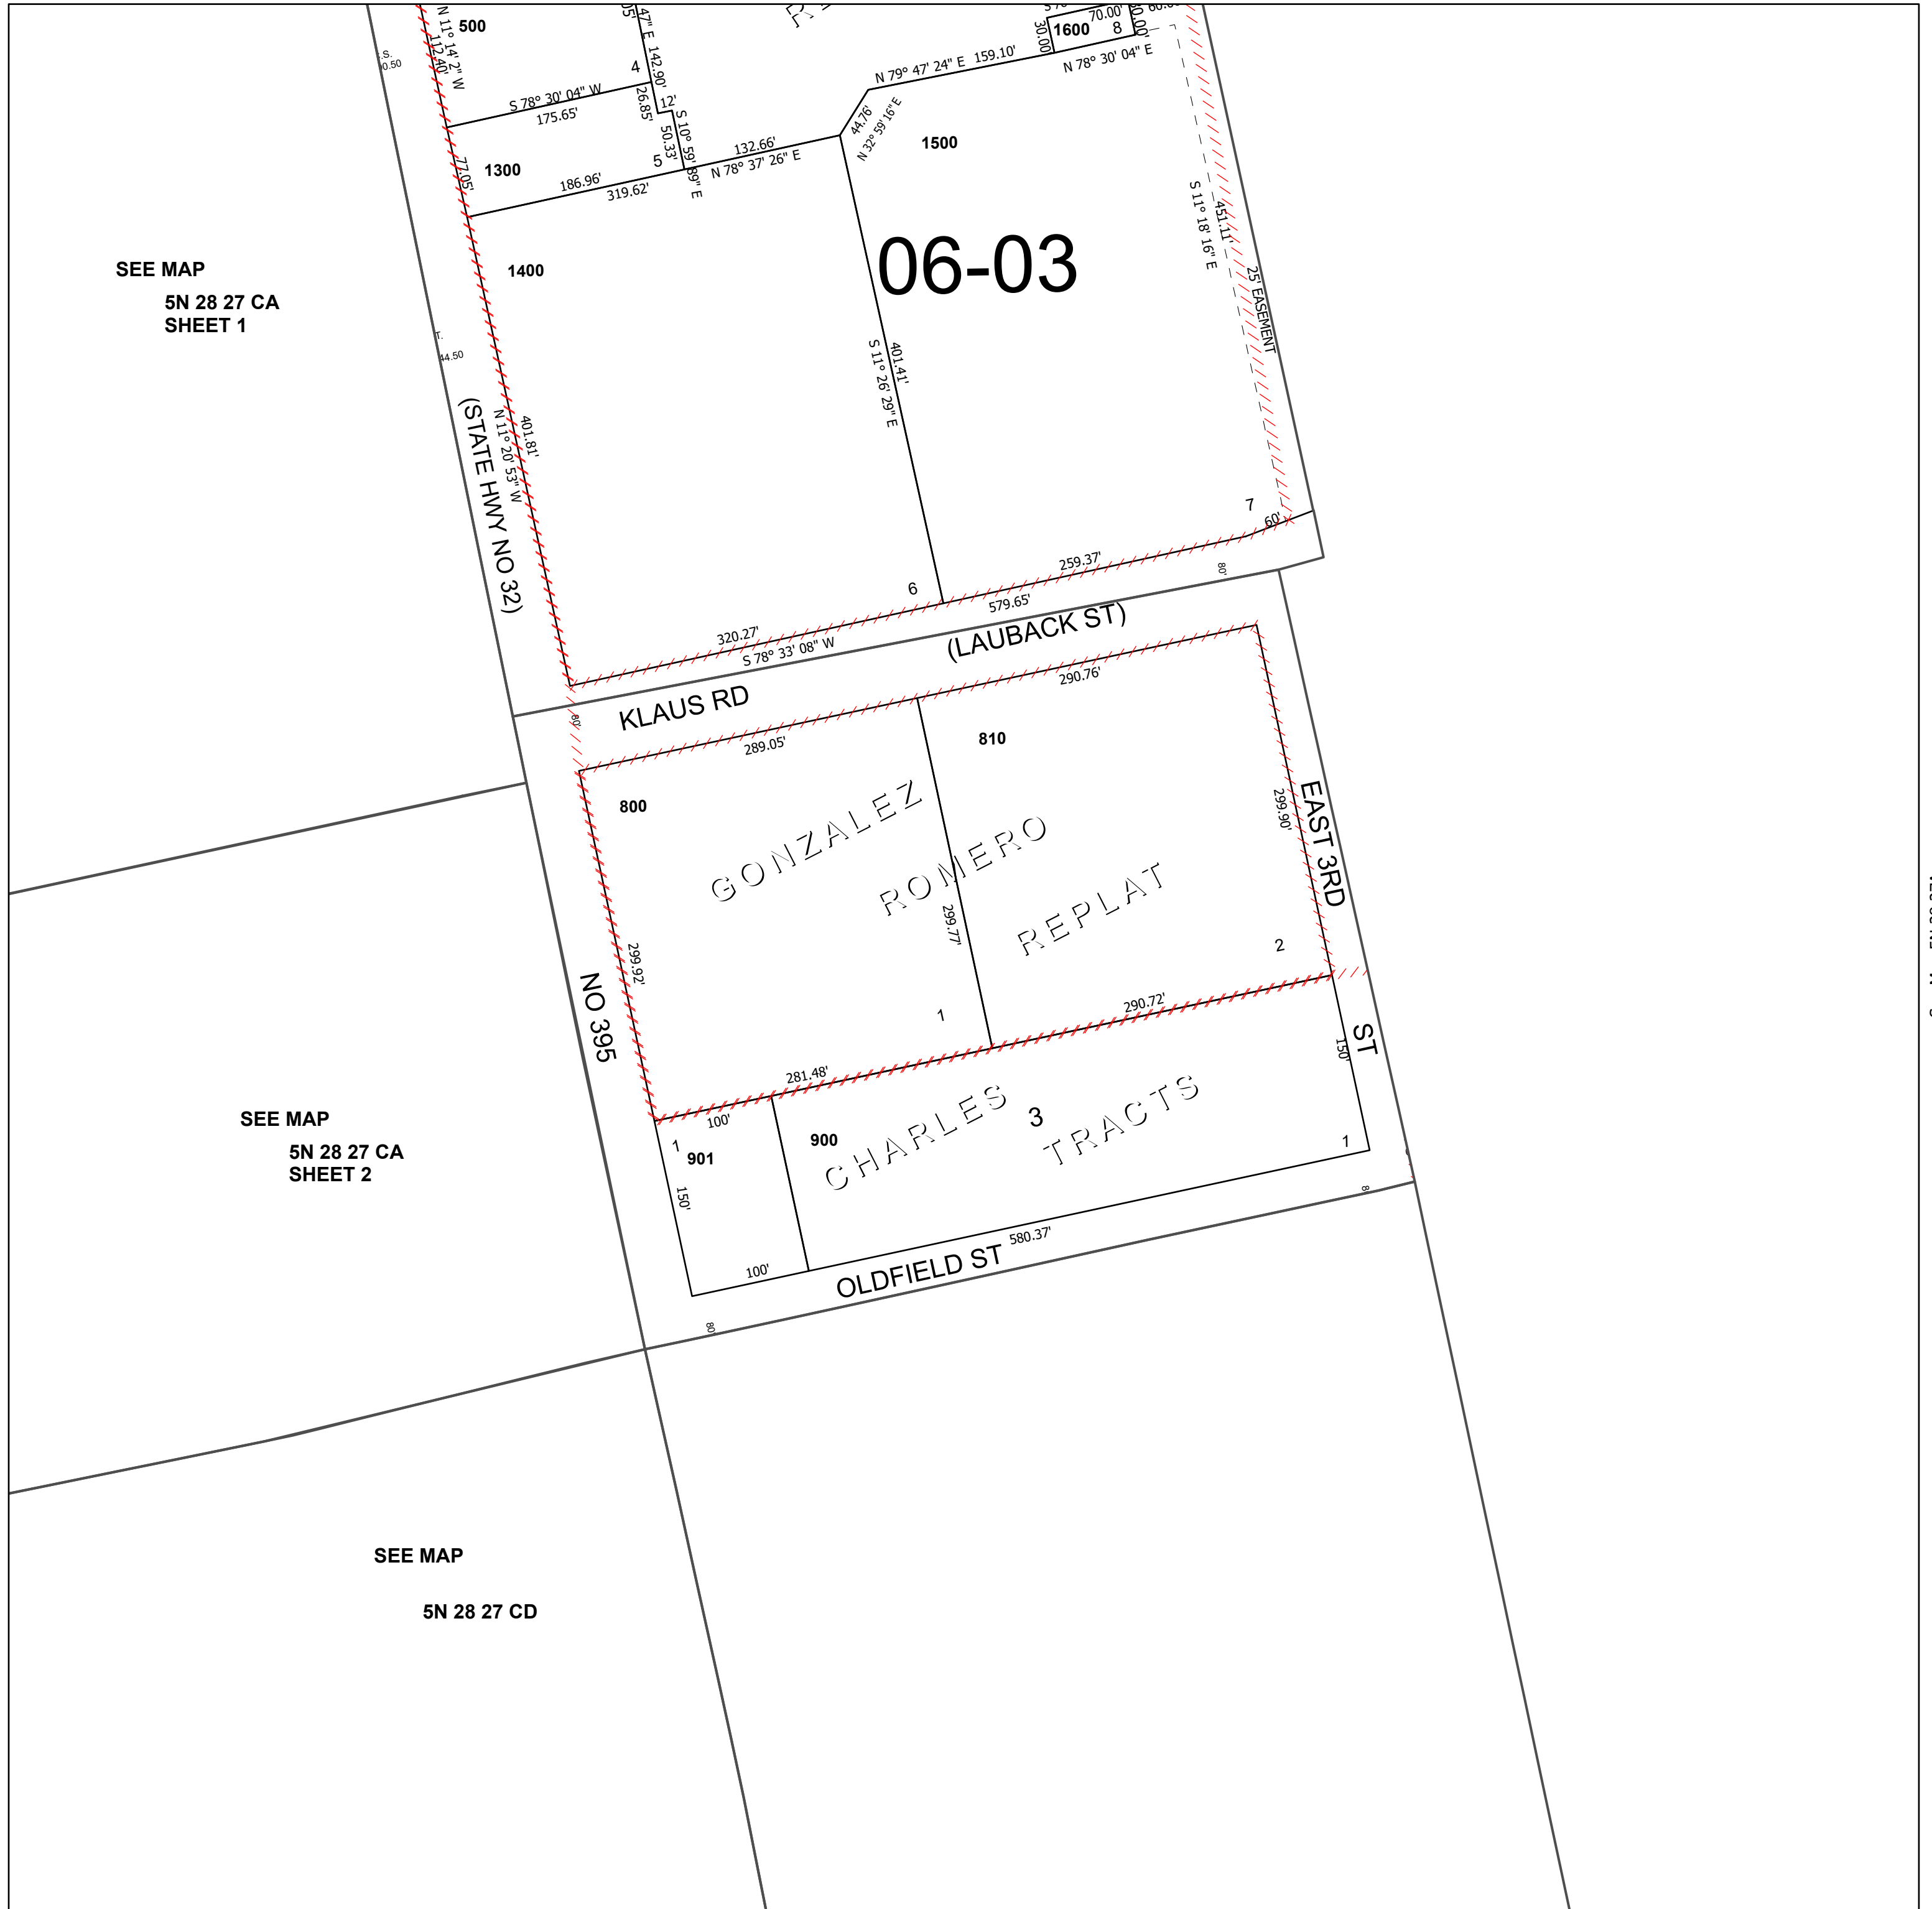 500
N 11° 14' 2" W
112.40'
47" E
142.90'
4
S 78° 30' 04" W
175.65'
26.85'
12'
S 10° 59' 89" E
50.33'
5
1300
77.05'
186.96'
319.62'
132.66'
N 78° 37' 26" E
44.76'
N 32° 59' 16" E
N 79° 47' 24" E 159.10'
30.00
70.00'
1600
8
N 78° 30' 04" E
1500
06-03
S 11° 18' 16" E
451.11'
25' EASEMENT
1400
SEE MAP
5N 28 27 CA
SHEET 1
44.50
401.41'
S 11° 26' 29" E
401.81'
N 11° 20' 53" W
(STATE HWY NO 32)
7
60'
6
259.37'
579.65'
80'
320.27'
S 78° 33' 08" W
(LAUBACK ST)
KLAUS RD
80'
289.05'
290.76'
800
810
GONZALEZ
ROMERO
REPLAT
299.90'
EAST 3RD
ST
299.77'
299.92'
NO 395
2
1
290.72'
281.48'
100'
150'
1
901
900
CHARLES
3
TRACTS
1
150'
100'
580.37'
OLDFIELD ST
80'
SEE MAP
5N 28 27 CA
SHEET 2
SEE MAP
5N 28 27 CD